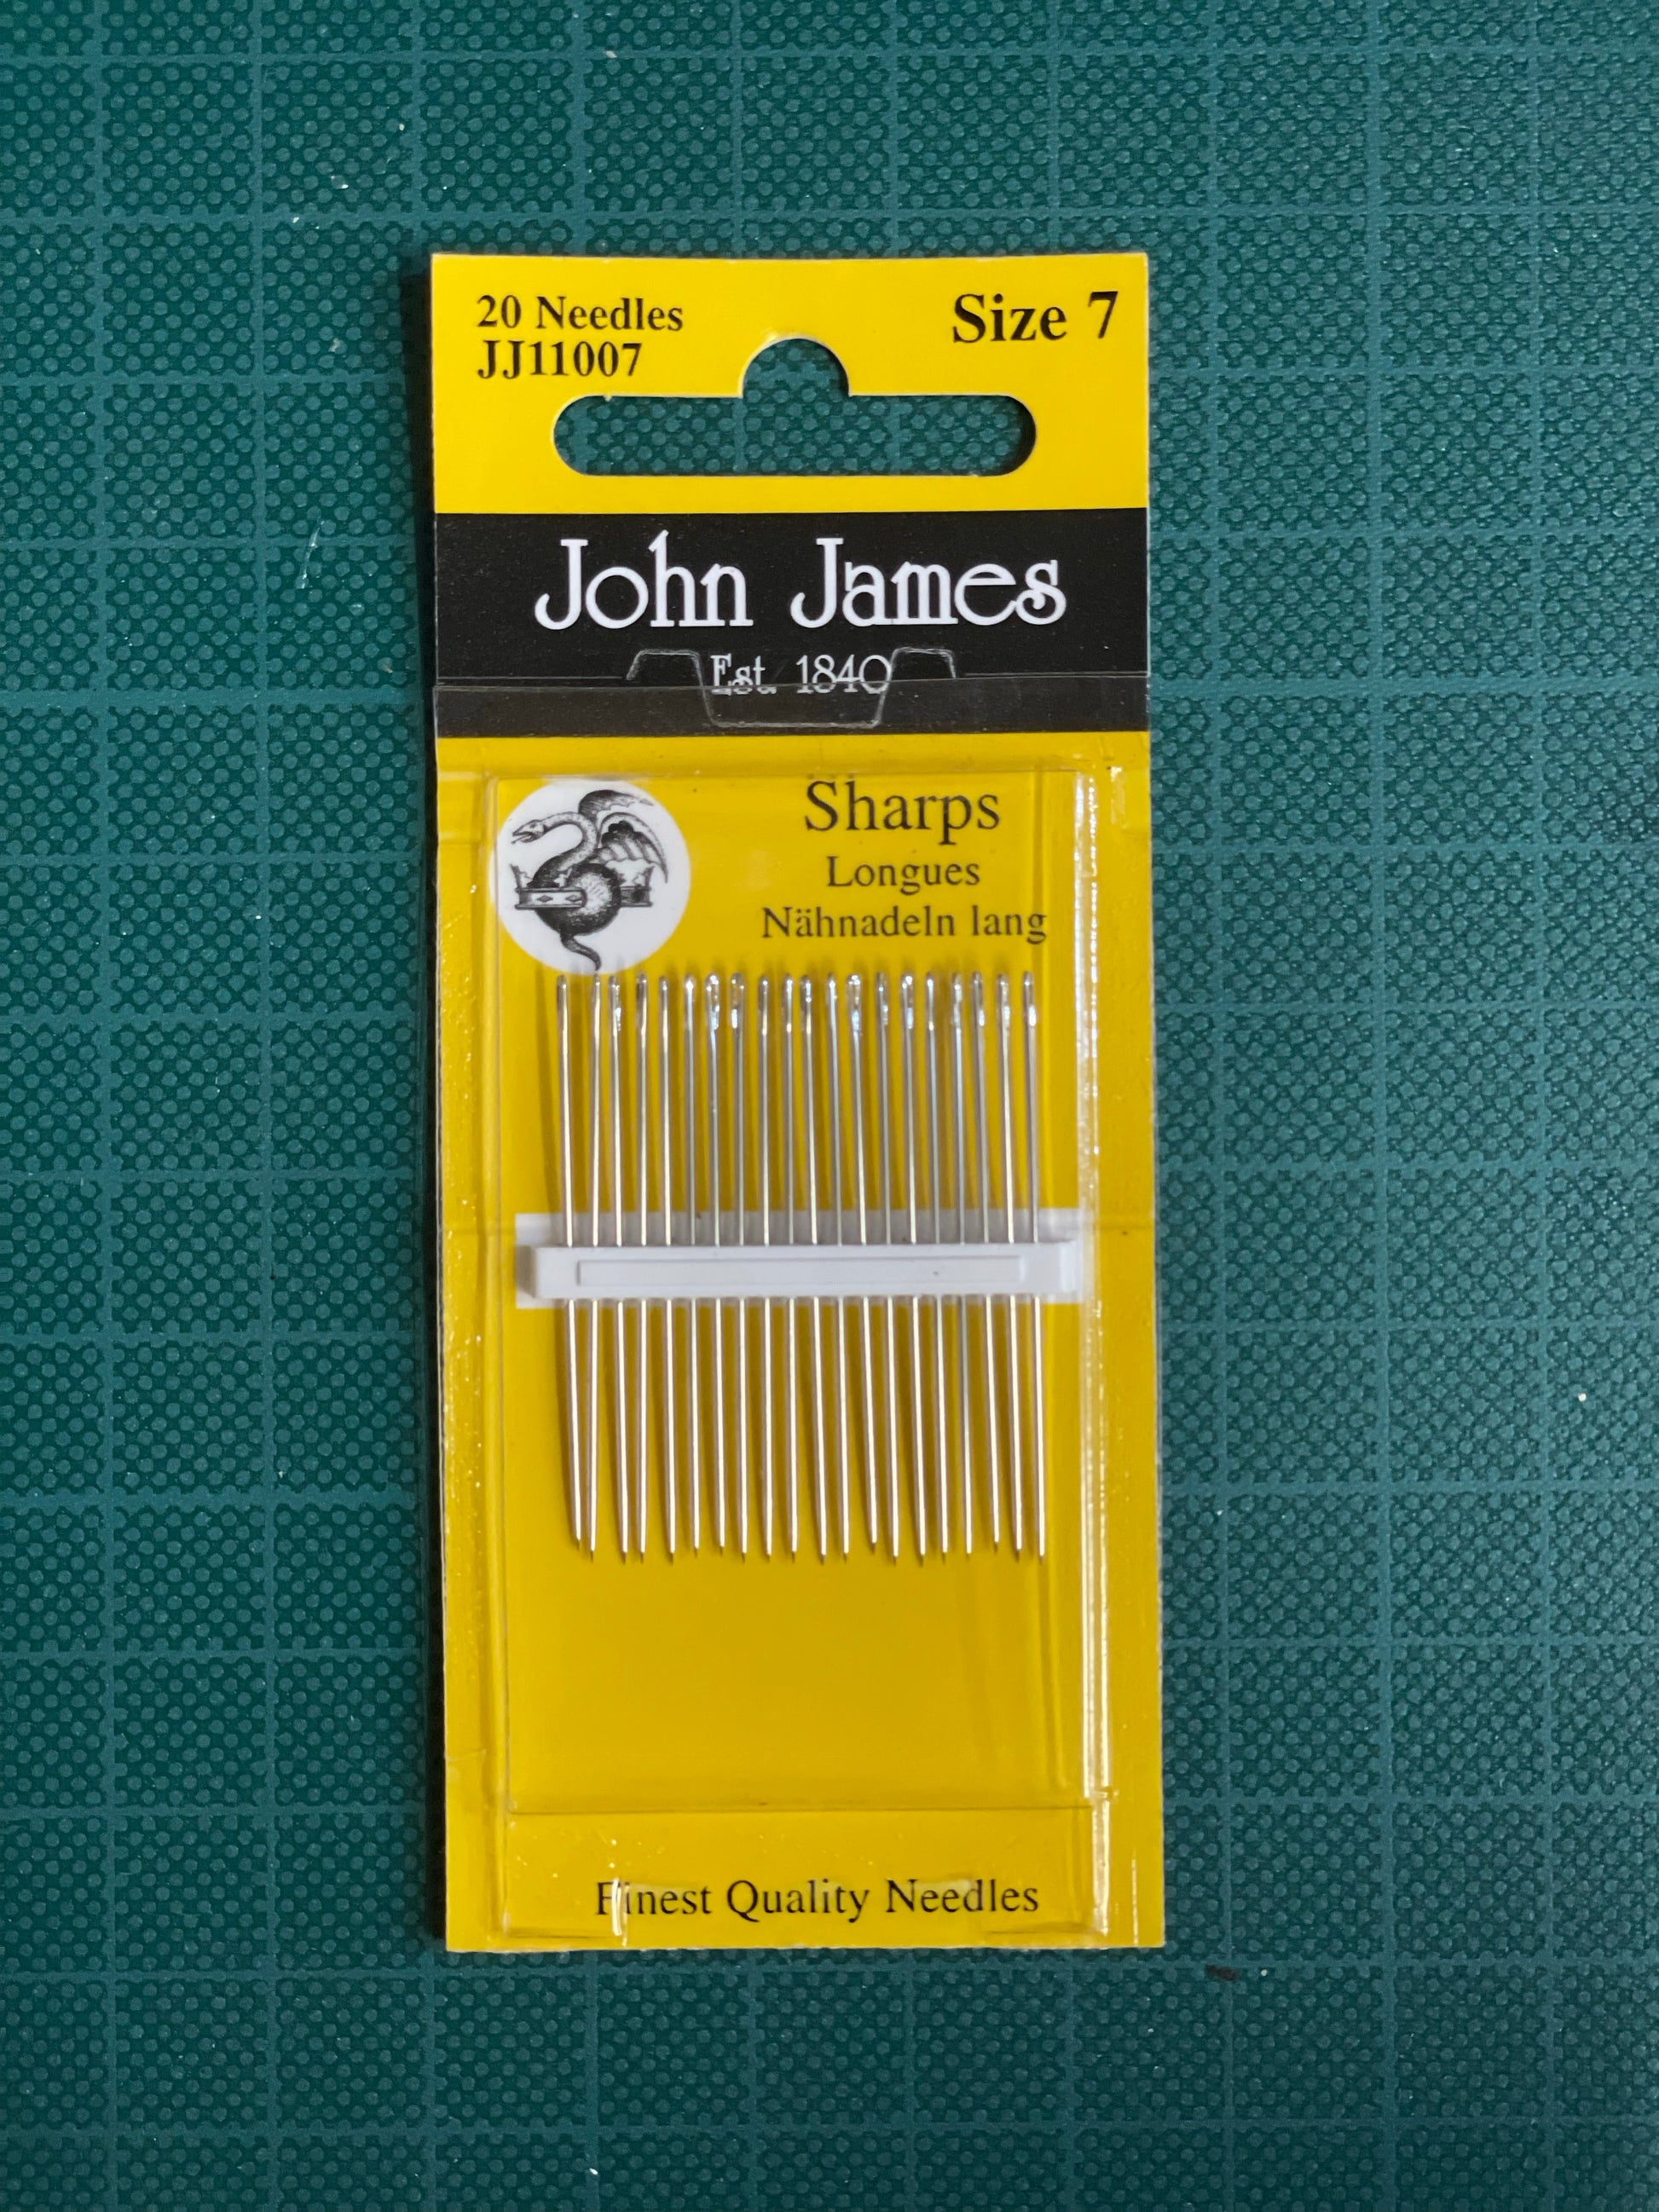 20 Needles
JJ11007
Size 7
John James
Est. 1840
Sharps
Longues
Nähnadeln lang
Finest Quality Needles